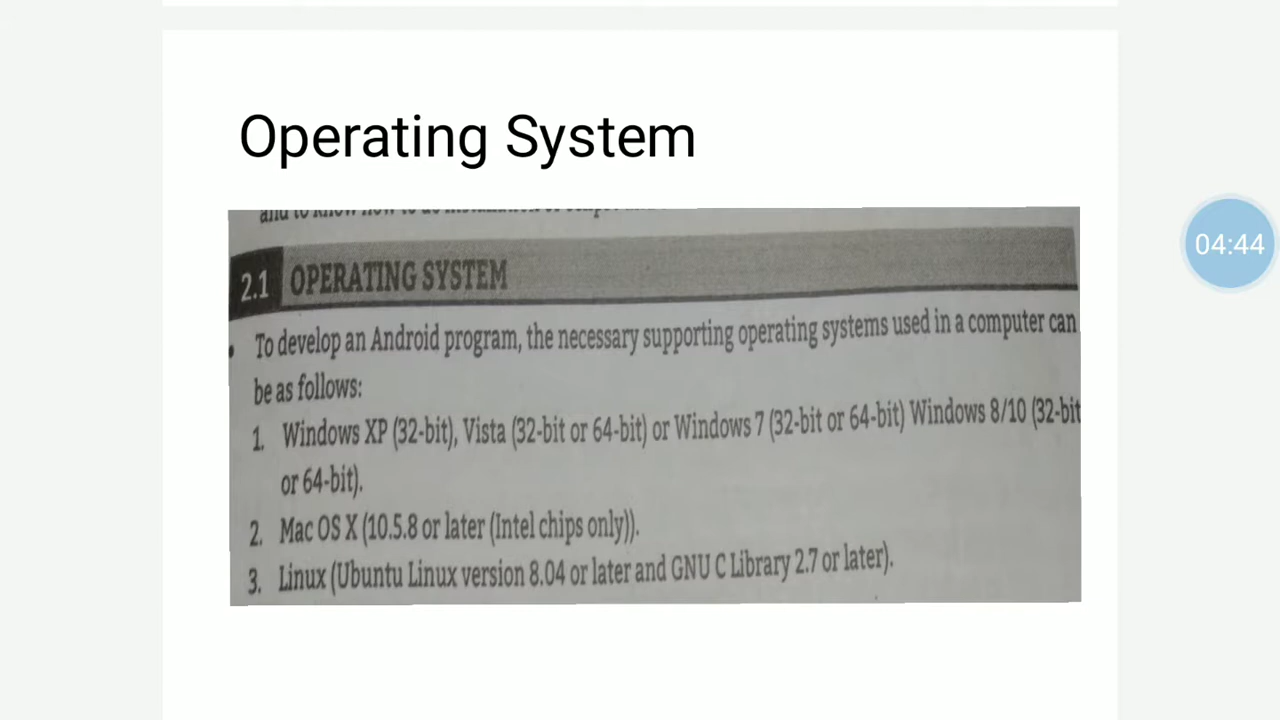 Operating System
04:44
2.1 OPERATING SYSTEM
• To develop an Android program, the necessary supporting operating systems used in a computer can
be as follows:
1. Windows XP (32-bit), Vista (32-bit or 64-bit) or Windows 7 (32-bit or 64-bit) Windows 8/10 (32-bit
or 64-bit).
2. Mac OS X (10.5.8 or later (Intel chips only)).
3. Linux (Ubuntu Linux version 8.04 or later and GNU C Library 2.7 or later).